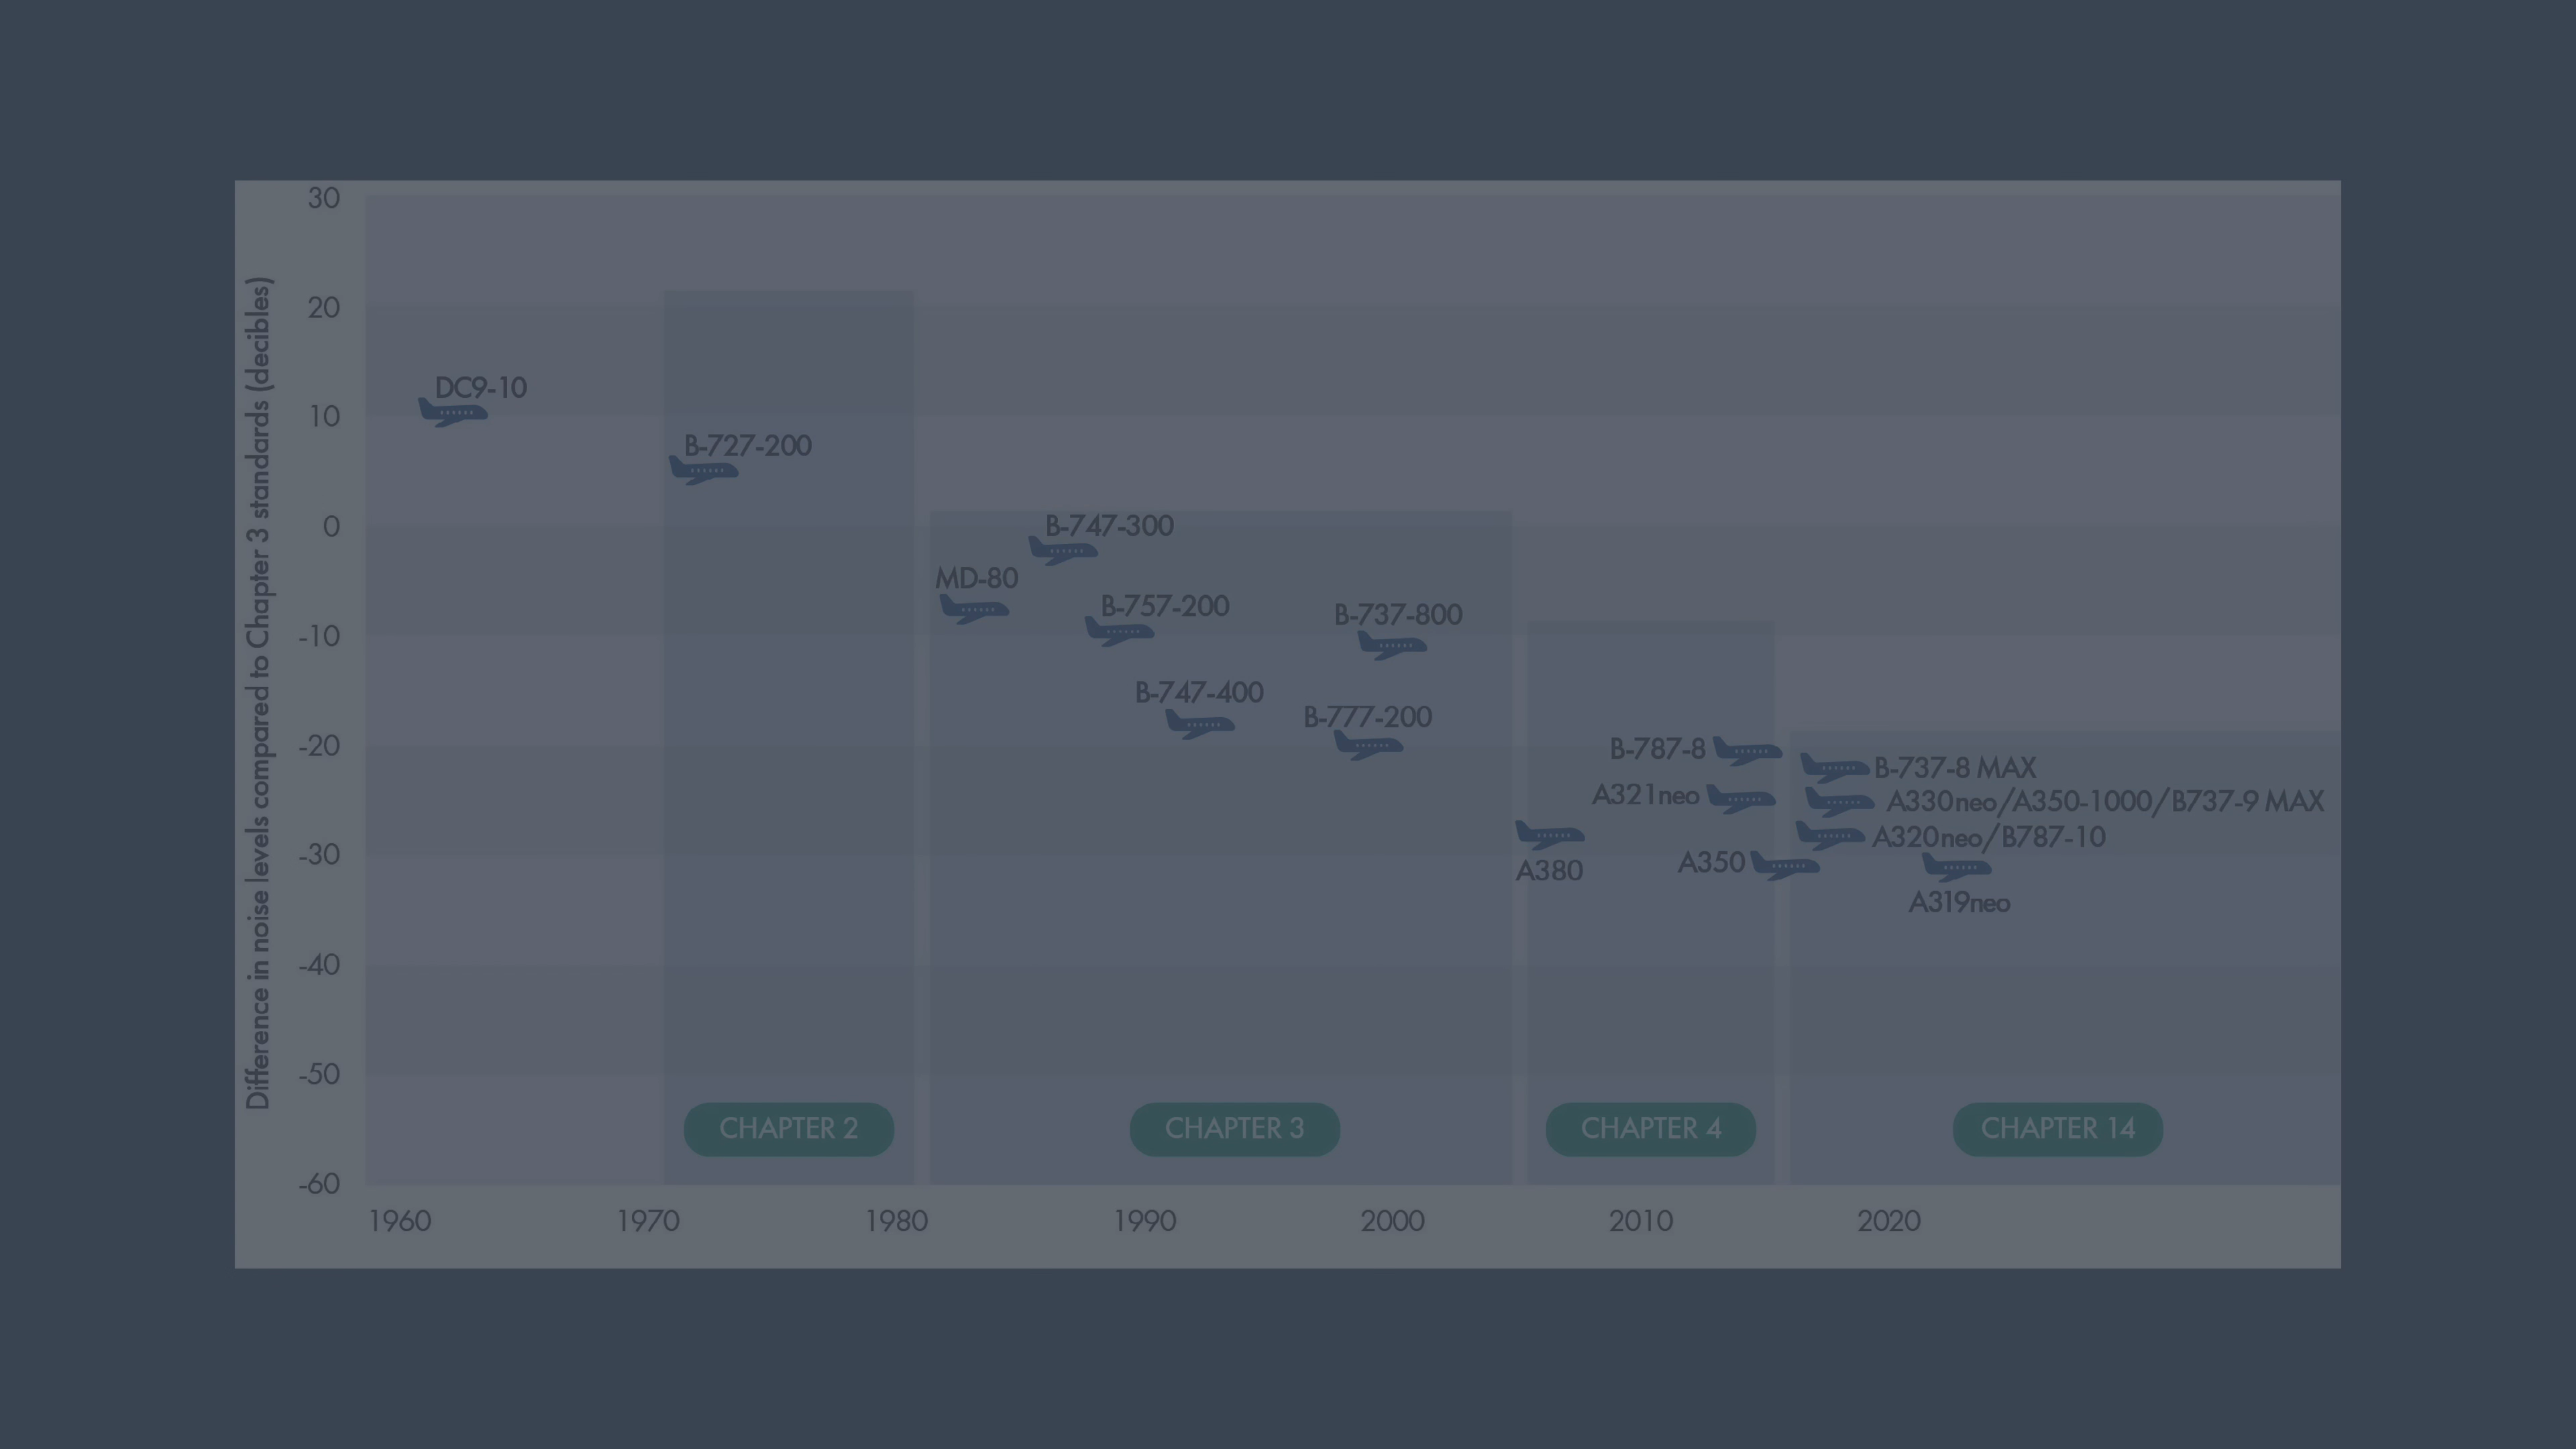 Difference in noise levels compared to Chapter 3 standards (decibles)
30
20
10
0
-10
-20
-30
-40
-50
-60
DC9-10
B-727-200
B-747-300
MD-80
B-757-200
B-737-800
B-747-400
B-777-200
B-787-8
B-737-8 MAX
A321neo
A330neo/A350-1000/B737-9 MAX
A320neo/B787-10
A380
A350
A319neo
CHAPTER 2
CHAPTER 3
CHAPTER 4
CHAPTER 14
1960 1970 1980 1990 2000 2010 2020